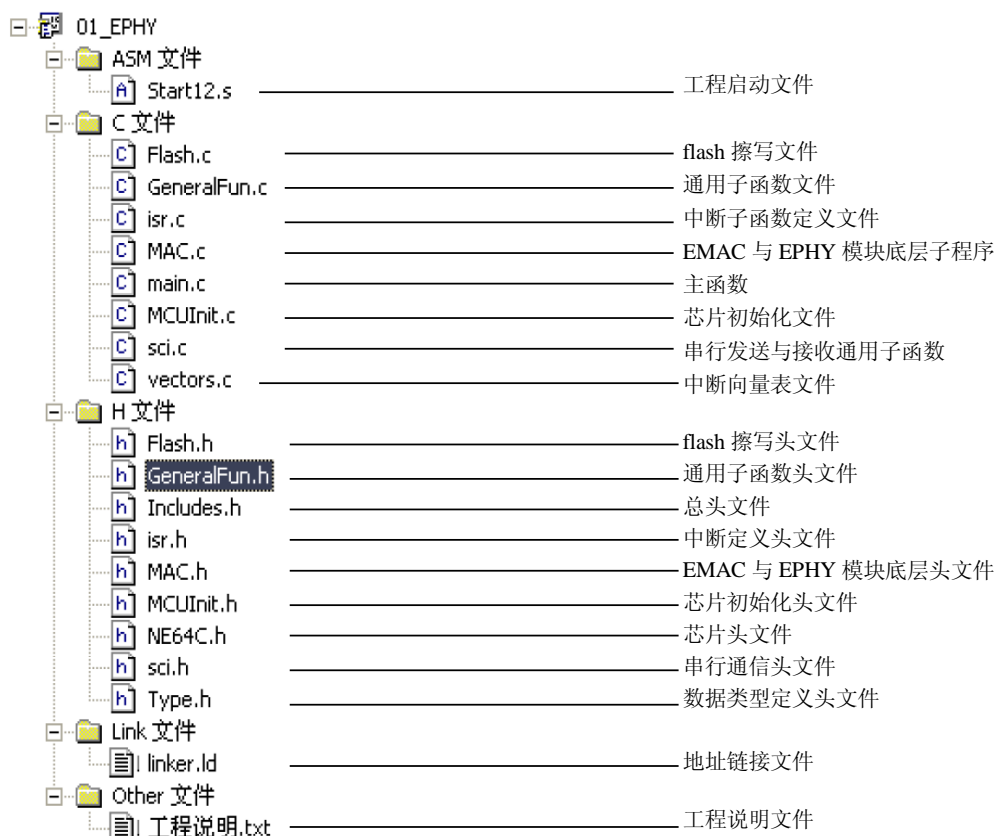 01_EPHY
ASM 文件
Start12.s 工程启动文件
C 文件
Flash.c flash 擦写文件
GeneralFun.c 通用子函数文件
isr.c 中断子函数定义文件
MAC.c EMAC 与 EPHY 模块底层子程序
main.c 主函数
MCUInit.c 芯片初始化文件
sci.c 串行发送与接收通用子函数
vectors.c 中断向量表文件
H 文件
Flash.h flash 擦写头文件
GeneralFun.h 通用子函数头文件
Includes.h 总头文件
isr.h 中断定义头文件
MAC.h EMAC 与 EPHY 模块底层头文件
MCUInit.h 芯片初始化头文件
NE64C.h 芯片头文件
sci.h 串行通信头文件
Type.h 数据类型定义头文件
Link 文件
linker.ld 地址链接文件
Other 文件
工程说明.txt 工程说明文件